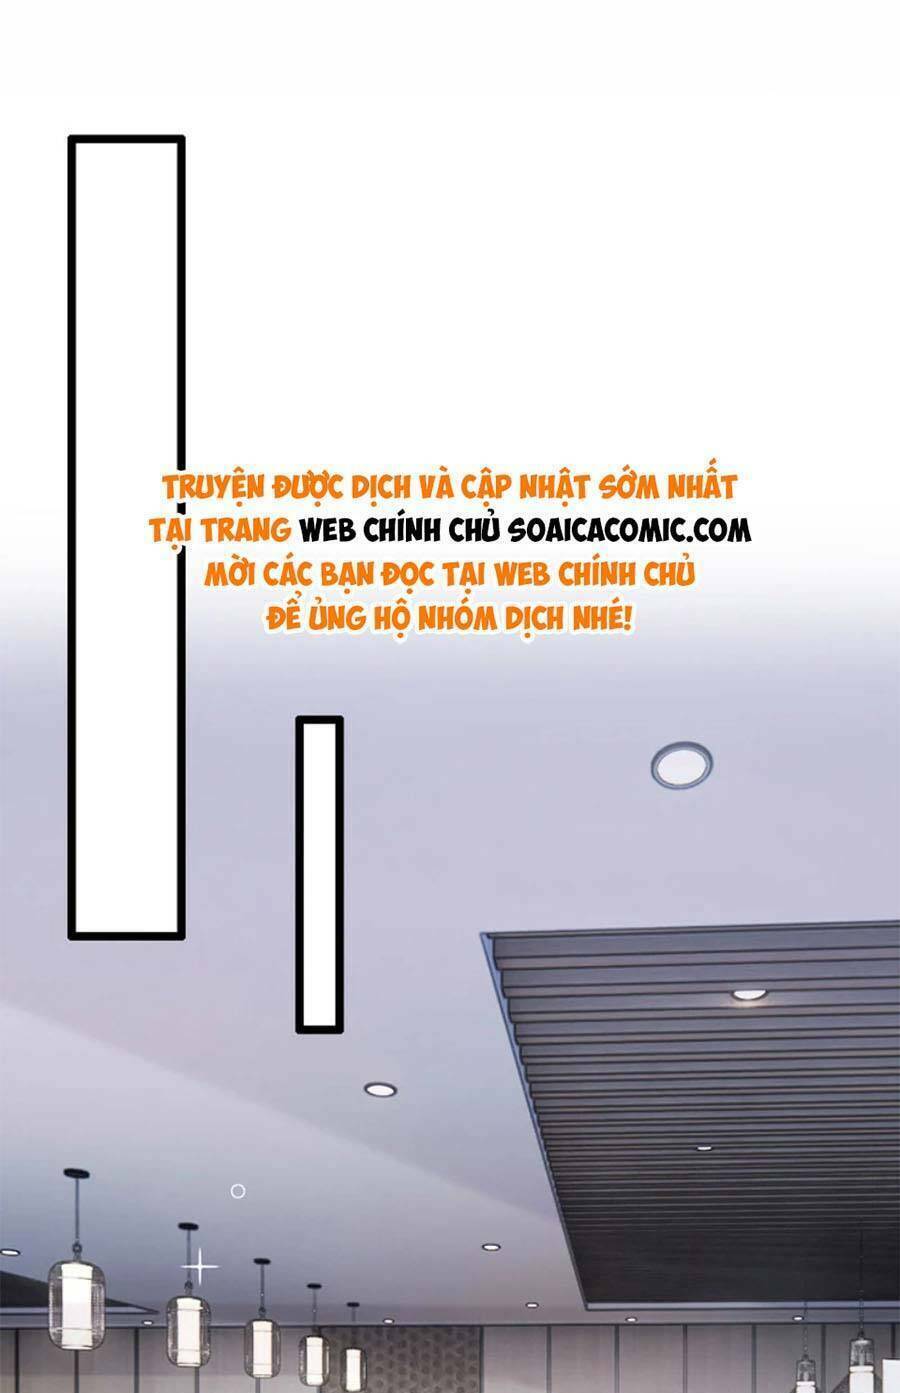 TRUYỆN ĐƯỢC DỊCH VÀ CẬP NHẬT SỚM NHẤT
TẠI TRANG WEB CHÍNH CHỦ SOAICACOMIC.COM
MỜI CÁC BẠN ĐỌC TẠI WEB CHÍNH CHỦ
ĐỂ ỦNG HỘ NHÓM DỊCH NHÉ!